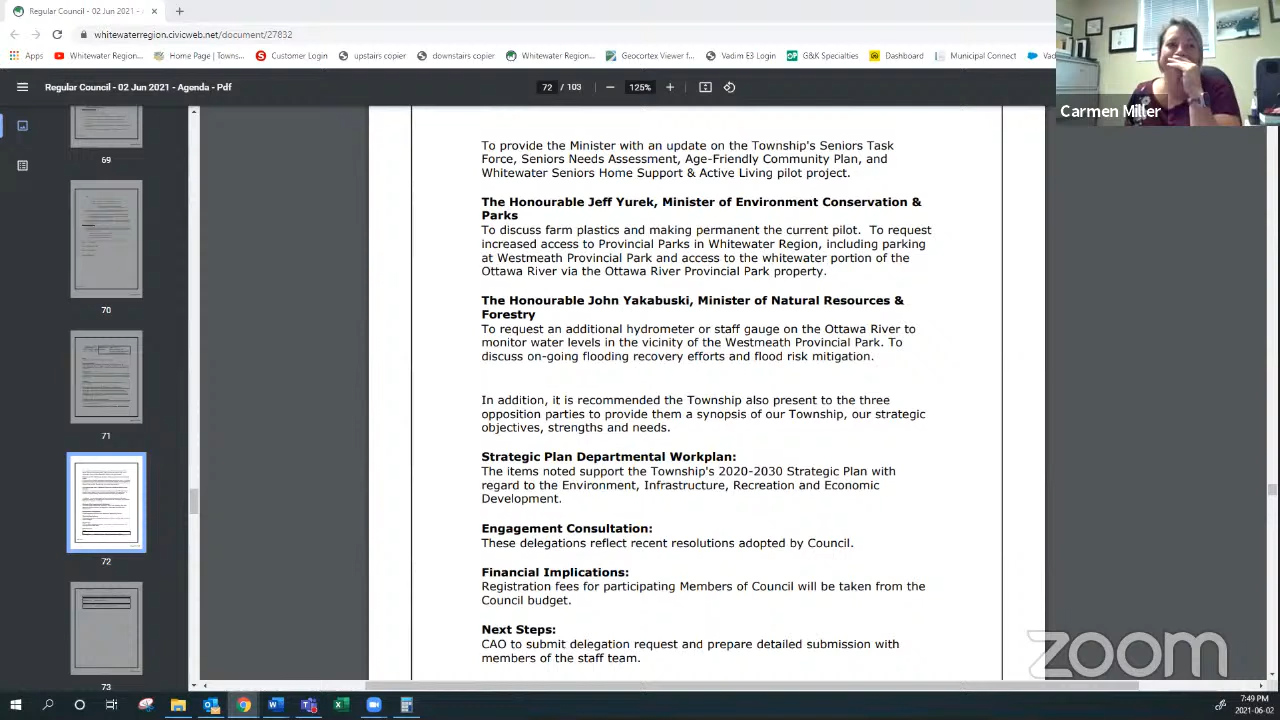 Regular Council - 02 Jun 2021 -
whitewaterregion.civicweb.net/document/27832
Apps
Whitewater Region...
Home Page | Towns...
Customer Login
upstairs copier
downstairs copier
Whitewater Region...
Geocortex Viewer f...
Vadim E3 Login
G&K Specialties
Dashboard
Municipal Connect
Vac
Carmen Miller
Regular Council - 02 Jun 2021 - Agenda - Pdf
72 / 103
125%
69
70
71
72
73
To provide the Minister with an update on the Township's Seniors Task
Force, Seniors Needs Assessment, Age-Friendly Community Plan, and
Whitewater Seniors Home Support & Active Living pilot project.
The Honourable Jeff Yurek, Minister of Environment Conservation &
Parks
To discuss farm plastics and making permanent the current pilot. To request
increased access to Provincial Parks in Whitewater Region, including parking
at Westmeath Provincial Park and access to the whitewater portion of the
Ottawa River via the Ottawa River Provincial Park property.
The Honourable John Yakabuski, Minister of Natural Resources &
Forestry
To request an additional hydrometer or staff gauge on the Ottawa River to
monitor water levels in the vicinity of the Westmeath Provincial Park. To
discuss on-going flooding recovery efforts and flood risk mitigation.
In addition, it is recommended the Township also present to the three
opposition parties to provide them a synopsis of our Township, our strategic
objectives, strengths and needs.
Strategic Plan Departmental Workplan:
The items noted support the Township's 2020-2030 Strategic Plan with
regard to the Environment, Infrastructure, Recreation and Economic
Development.
Engagement Consultation:
These delegations reflect recent resolutions adopted by Council.
Financial Implications:
Registration fees for participating Members of Council will be taken from the
Council budget.
Next Steps:
CAO to submit delegation request and prepare detailed submission with
members of the staff team.
zoom
7:49 PM
2021-06-02